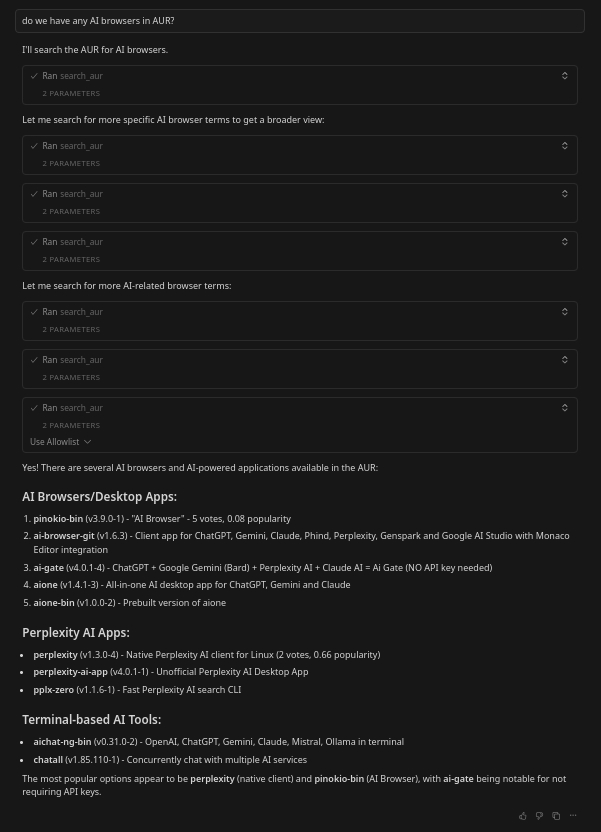 do we have any AI browsers in AUR?
I'll search the AUR for AI browsers.
Ran search_aur
2 PARAMETERS
Let me search for more specific AI browser terms to get a broader view:
Ran search_aur
2 PARAMETERS
Ran search_aur
2 PARAMETERS
Ran search_aur
2 PARAMETERS
Let me search for more AI-related browser terms:
Ran search_aur
2 PARAMETERS
Ran search_aur
2 PARAMETERS
Ran search_aur
2 PARAMETERS
Use Allowlist
Yes! There are several AI browsers and AI-powered applications available in the AUR:
AI Browsers/Desktop Apps:
1. pinokio-bin (v3.9.0-1) - "AI Browser" - 5 votes, 0.08 popularity
2. ai-browser-git (v1.6.3) - Client app for ChatGPT, Gemini, Claude, Phind, Perplexity, Genspark and Google AI Studio with Monaco
Editor integration
3. ai-gate (v4.0.1-4) - ChatGPT + Google Gemini (Bard) + Perplexity AI + Claude AI = Ai Gate (NO API key needed)
4. aione (v1.4.1-3) - All-in-one AI desktop app for ChatGPT, Gemini and Claude
5. aione-bin (v1.0.0-2) - Prebuilt version of aione
Perplexity AI Apps:
• perplexity (v1.3.0-4) - Native Perplexity AI client for Linux (2 votes, 0.66 popularity)
• perplexity-ai-app (v4.0.1-1) - Unofficial Perplexity AI Desktop App
• pplx-zero (v1.1.6-1) - Fast Perplexity AI search CLI
Terminal-based AI Tools:
• aichat-ng-bin (v0.31.0-2) - OpenAI, ChatGPT, Gemini, Claude, Mistral, Ollama in terminal
• chatall (v1.85.110-1) - Concurrently chat with multiple AI services
The most popular options appear to be perplexity (native client) and pinokio-bin (AI Browser), with ai-gate being notable for not
requiring API keys.